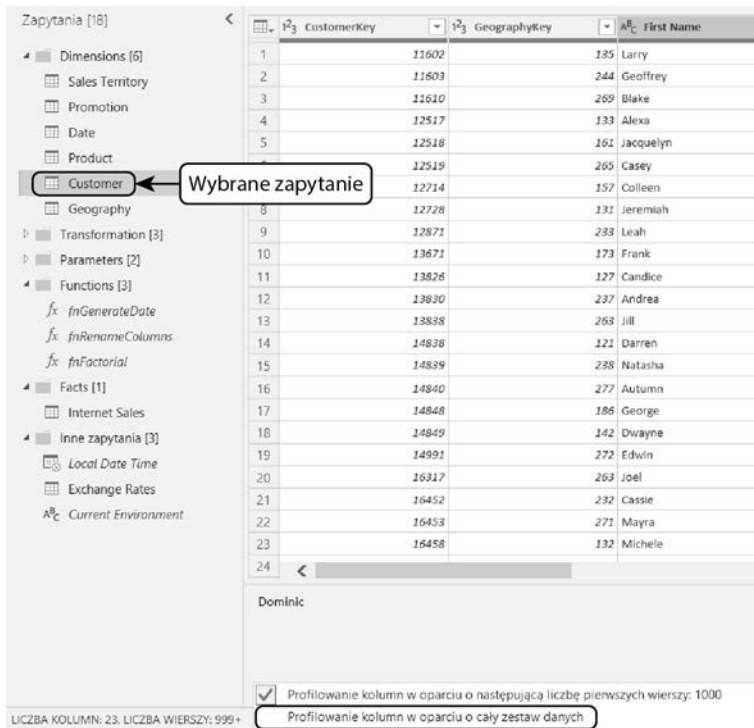 Zapytania [18]
Dimensions [6]
Sales Territory
Promotion
Date
Product
Customer
Geography
Transformation [3]
Parameters [2]
Functions [3]
fx fnGenerateDate
fx fnRenameColumns
fx fnFactorial
Facts [1]
Internet Sales
Inne zapytania [3]
Local Date Time
Exchange Rates
ABC Current Environment
Wybrane zapytanie
123 CustomerKey 123 GeographyKey ABC First Name
1 11602 135 Larry
2 11603 244 Geoffrey
3 11610 269 Blake
4 12517 133 Alexa
5 12518 161 Jacquelyn
12519 265 Casey
12714 157 Colleen
8 12728 131 Jeremiah
9 12871 233 Leah
10 13671 173 Frank
11 13826 127 Candice
12 13830 237 Andrea
13 13838 263 Jill
14 14838 121 Darren
15 14839 238 Natasha
16 14840 277 Autumn
17 14848 186 George
18 14849 142 Dwayne
19 14991 272 Edwin
20 16317 263 Joel
21 16452 232 Cassie
22 16453 271 Mayra
23 16458 132 Michele
24
Dominic
Profilowanie kolumn w oparciu o następującą liczbę pierwszych wierszy: 1000
Profilowanie kolumn w oparciu o cały zestaw danych
LICZBA KOLUMN: 23, LICZBA WIERSZY: 999+